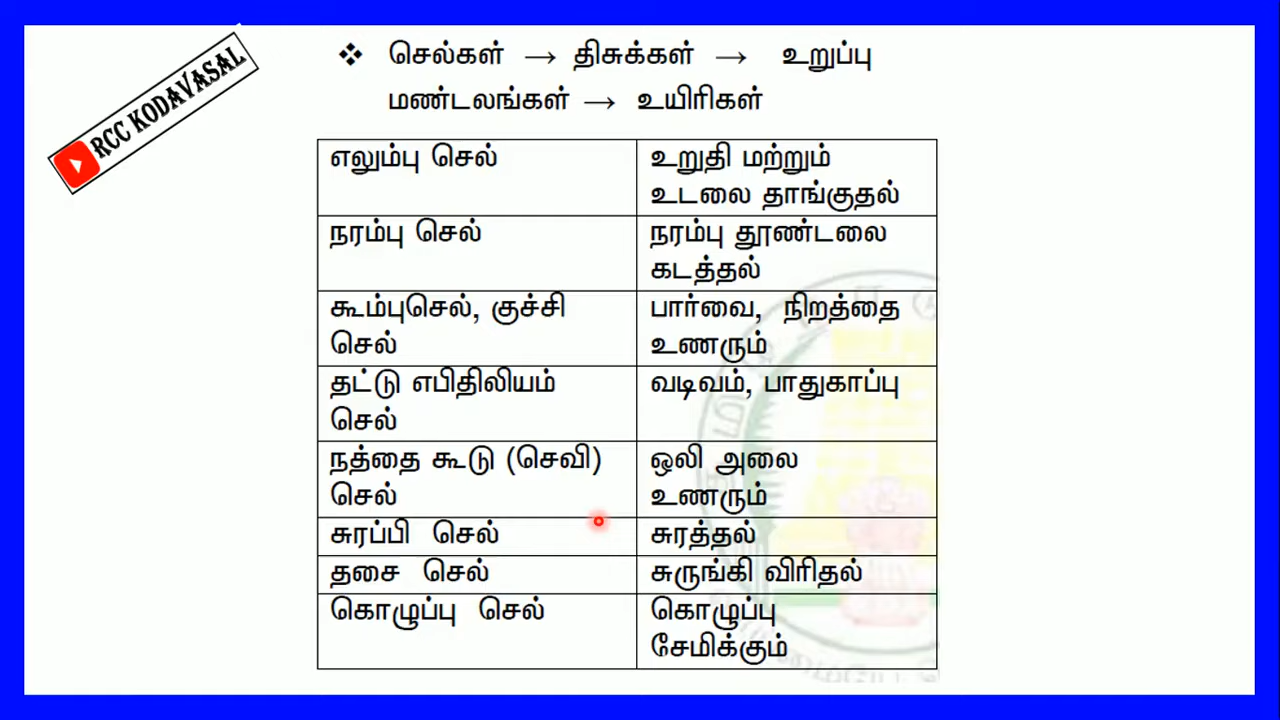 RCC KODAVASAL
❖ செல்கள் → திசுக்கள் → உறுப்பு
மண்டலங்கள் → உயிரிகள்
எலும்பு செல்
உறுதி மற்றும்
உடலை தாங்குதல்
நரம்பு செல்
நரம்பு தூண்டலை
கடத்தல்
கூம்புசெல், குச்சி
செல்
பார்வை, நிறத்தை
உணரும்
தட்டு எபிதிலியம்
செல்
வடிவம், பாதுகாப்பு
நத்தை கூடு (செவி)
செல்
ஒலி அலை
உணரும்
சுரப்பி செல்
சுரத்தல்
தசை செல்
சுருங்கி விரிதல்
கொழுப்பு செல்
கொழுப்பு
சேமிக்கும்